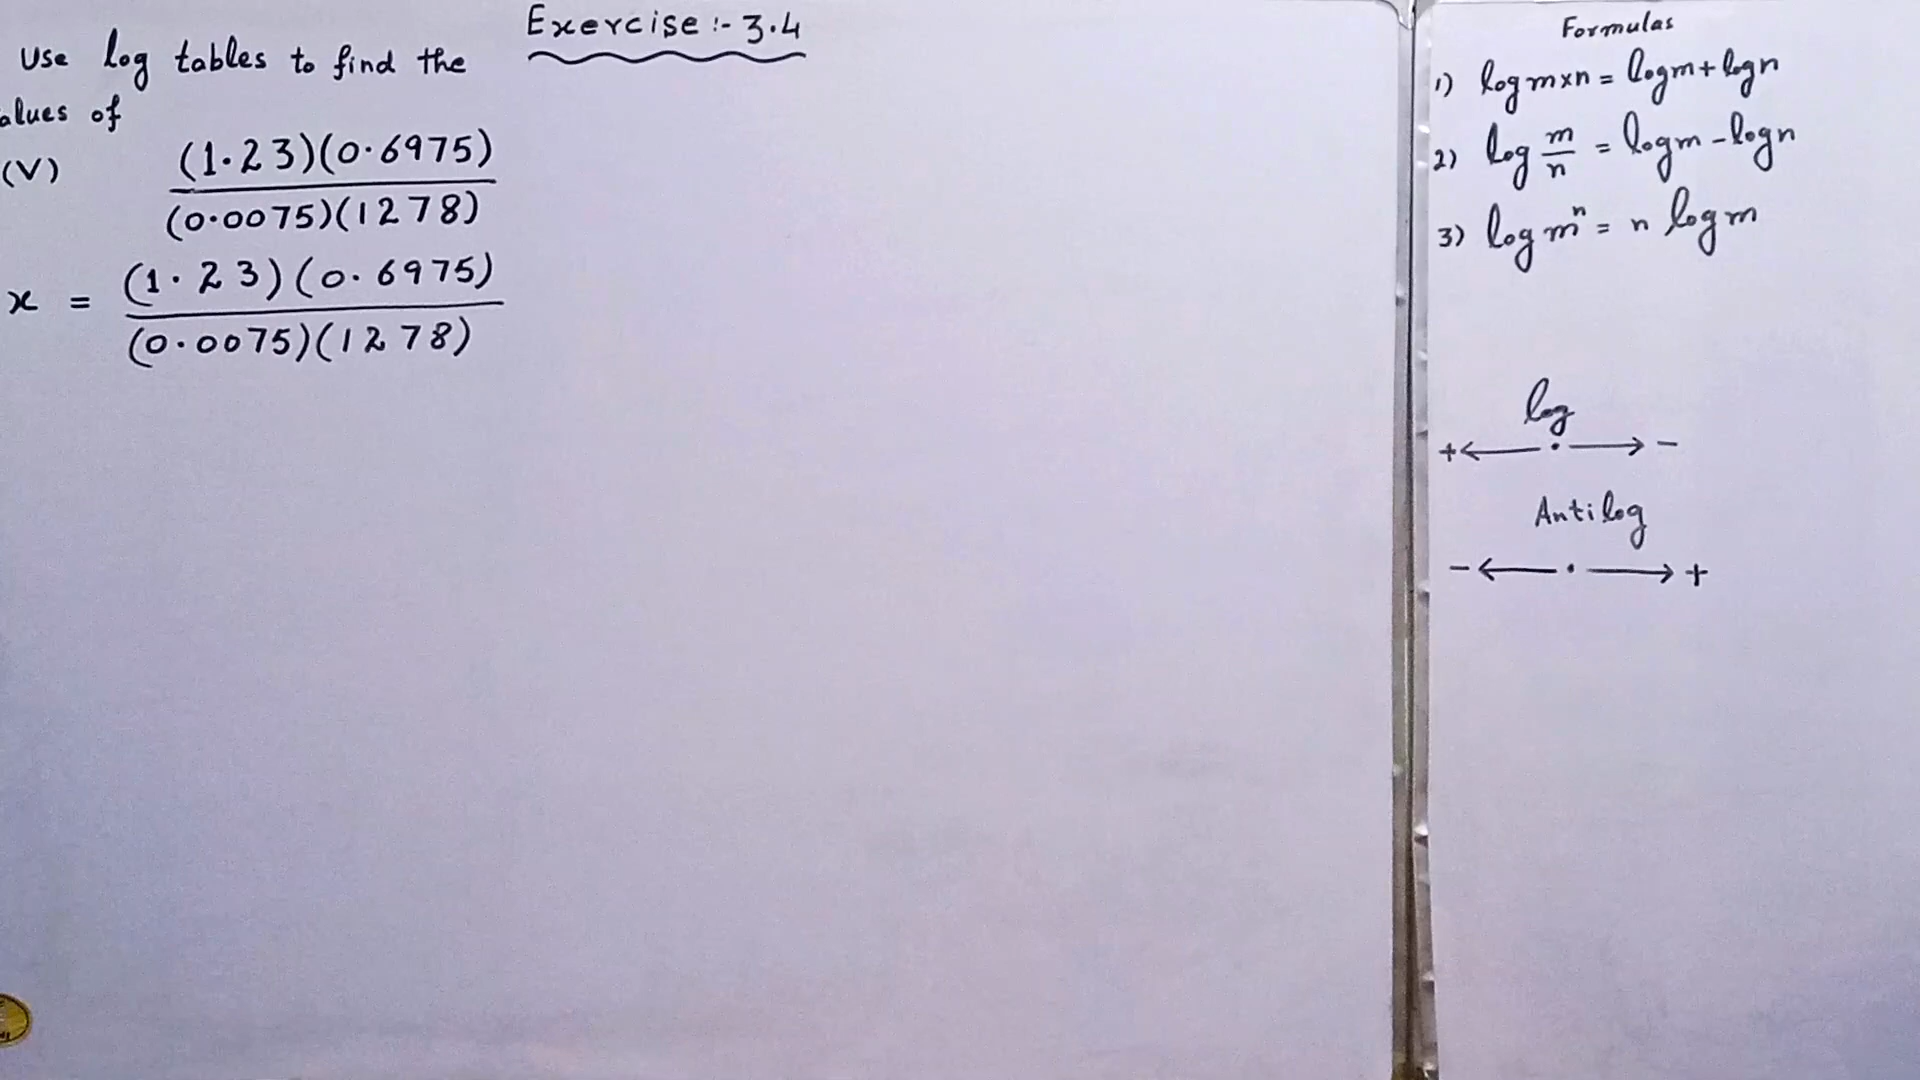 Exercise :- 3.4
Use log tables to find the
alues of
(V) (1.23)(0.6975)
(0.0075)(1278)
x = (1.23)(0.6975)
(0.0075)(1278)
Formulas
1) log m×n = log m + log n
2) log m/n = log m - log n
3) log mⁿ = n log m
log
+ ← . → -
Antilog
- ← . → +